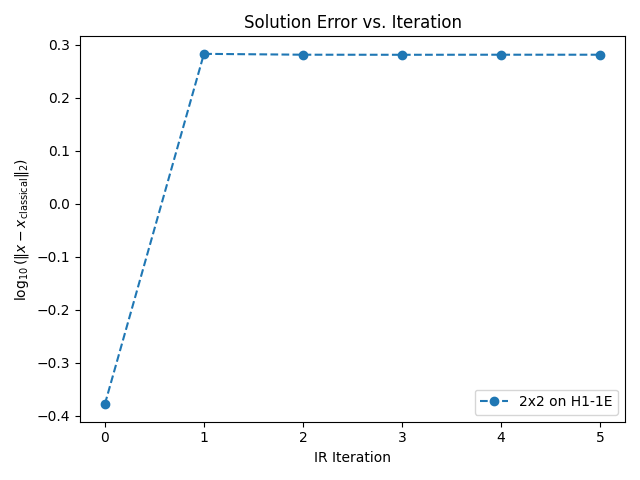 Solution Error vs. Iteration
0.3
0.2
0.1
0.0
−0.1
−0.2
−0.3
−0.4
log₁₀(‖x − x_classical‖₂)
0 1 2 3 4 5
IR Iteration
2x2 on H1-1E